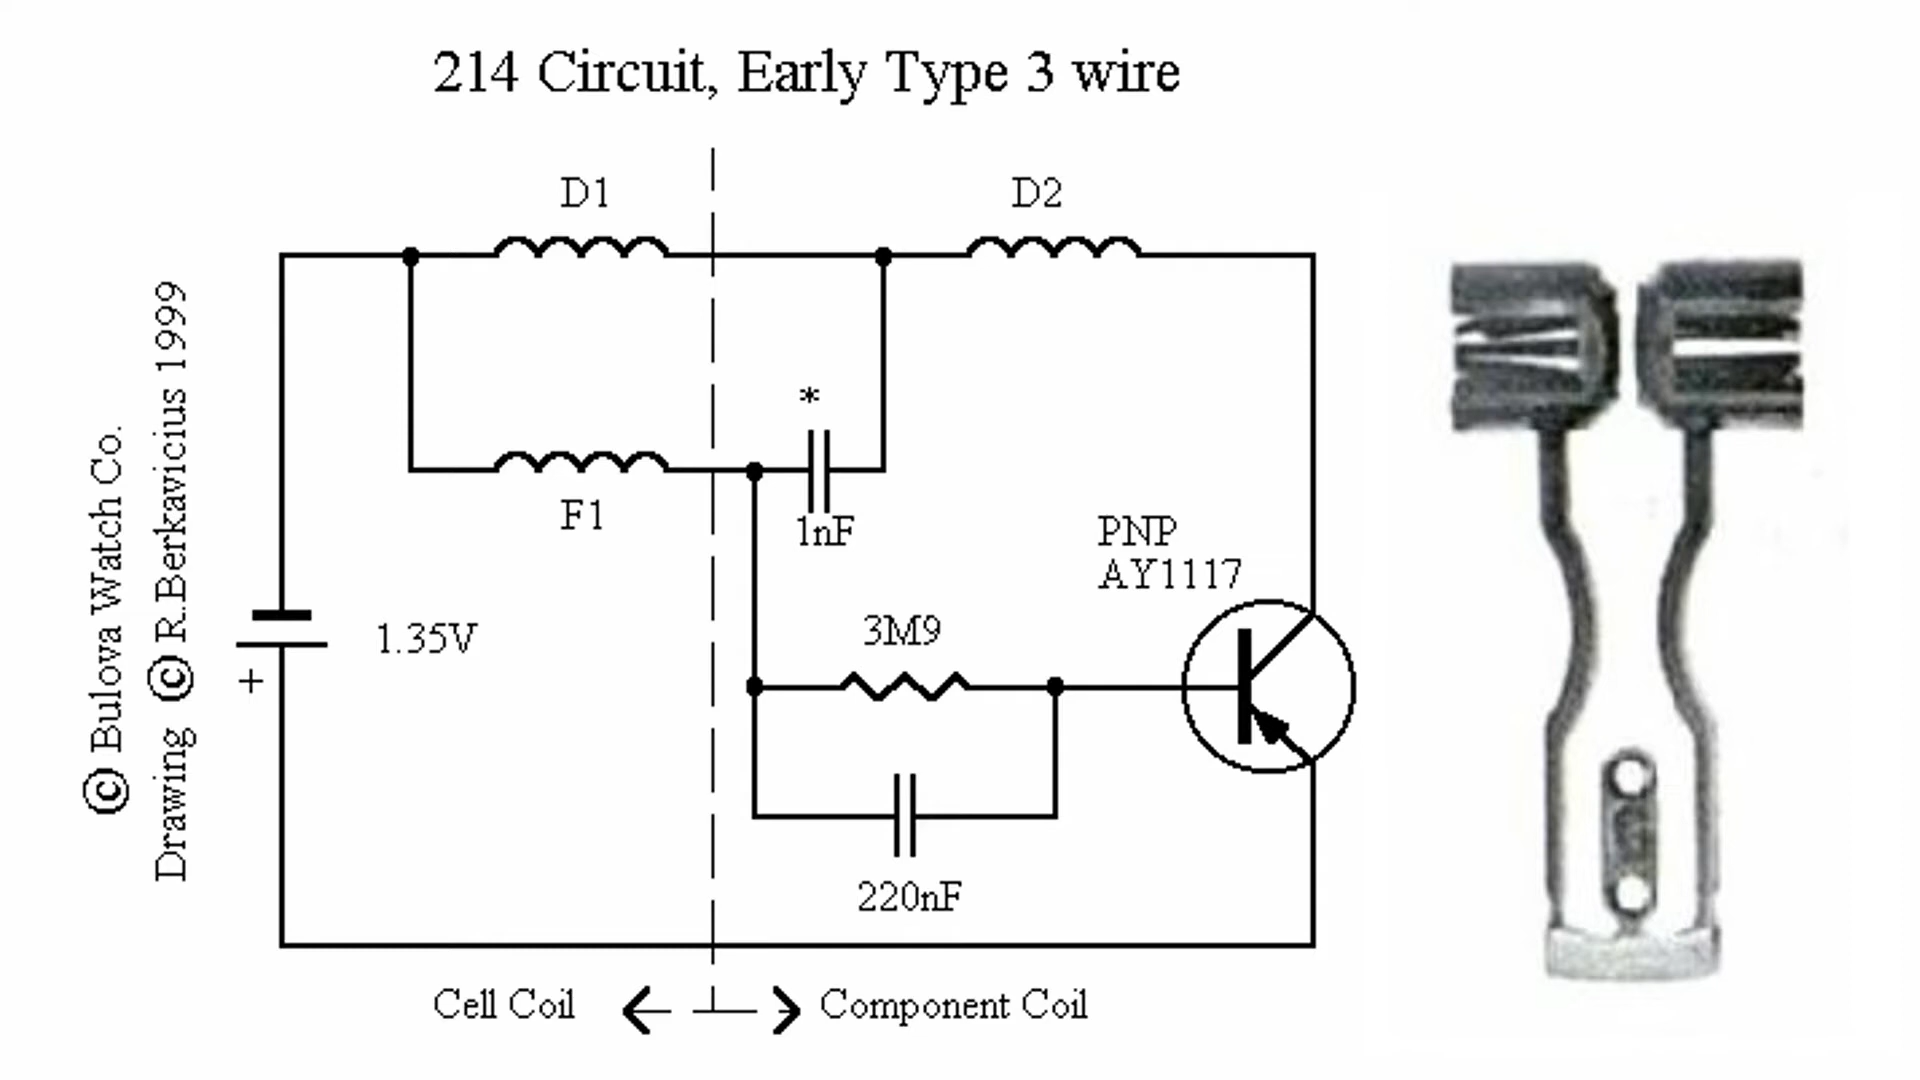 214 Circuit, Early Type 3 wire
D1
D2
*
F1
1nF
PNP
AY1117
1.35V
+
3M9
220nF
Cell Coil
Component Coil
© Bulova Watch Co.
Drawing © R.Berkavicius 1999